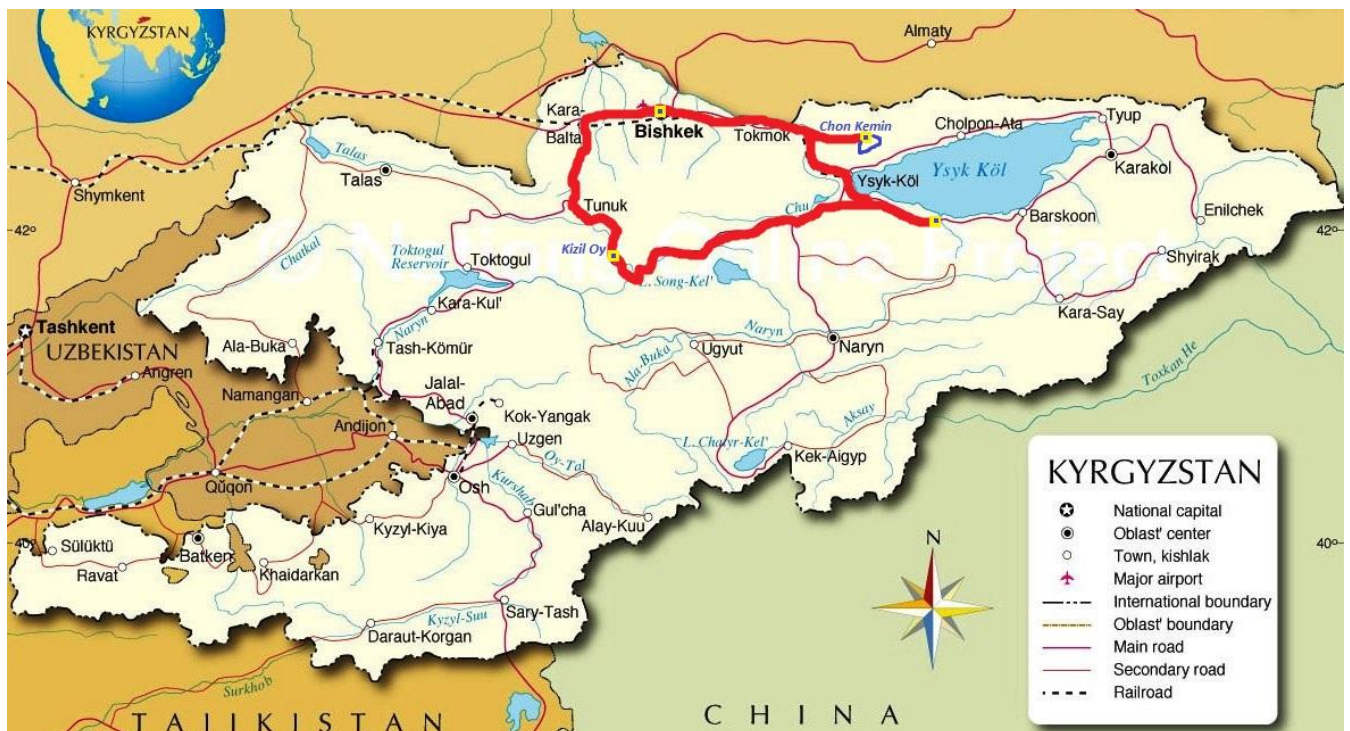 KYRGYZSTAN
Almaty
Kara-
Balta
Bishkek
Tokmok
Chon Kemin
Cholpon-Ata
Tyup
Talas
Talas
Ysyk-Köl
Ysyk Köl
Karakol
Shymkent
42º
Tunuk
Chu
Barskoon
Enilchek
42º
Chatkal
Toktogul
Reservoir
Toktogul
Kizil Oy
L. Song-Kel'
Shyirak
Kara-Kul'
Kara-Say
Tashkent
UZBEKISTAN
Naryn
Ala-Buka
Tash-Kömür
Ala-Buka
Ugyut
Naryn
Naryn
Toxkan He
Angren
Namangan
Jalal-
Abad
Kok-Yangak
Aksay
Andijon
Uzgen
L. Chatyr-Kel'
Kek-Aigyp
Oy-Tal
Qŭqon
Osh
Kurshab
Gul'cha
Alay-Kuu
Kyzyl-Kiya
40º
Sülüktü
Batken
Ravat
Khaidarkan
40º
Sary-Tash
Kyzyl-Suu
Daraut-Korgan
Surkhob
TAJIKISTAN
CHINA
N
KYRGYZSTAN
National capital
Oblast' center
Town, kishlak
Major airport
International boundary
Oblast' boundary
Main road
Secondary road
Railroad